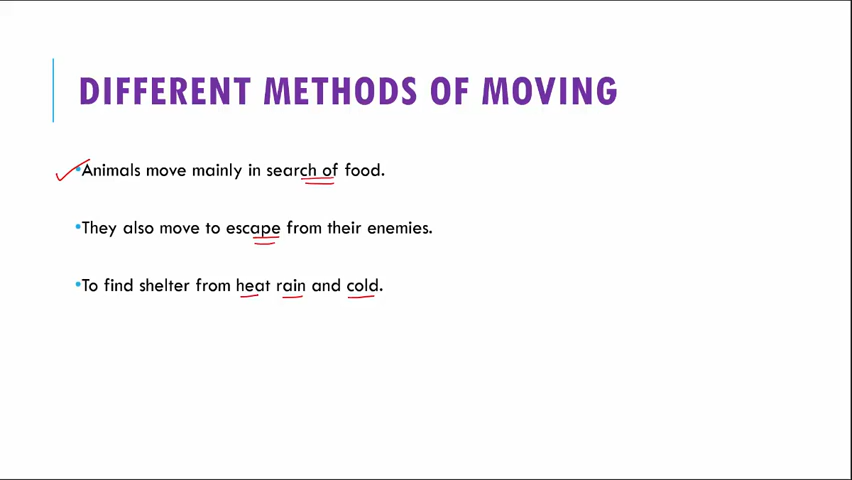 DIFFERENT METHODS OF MOVING
•Animals move mainly in search of food.
•They also move to escape from their enemies.
•To find shelter from heat rain and cold.